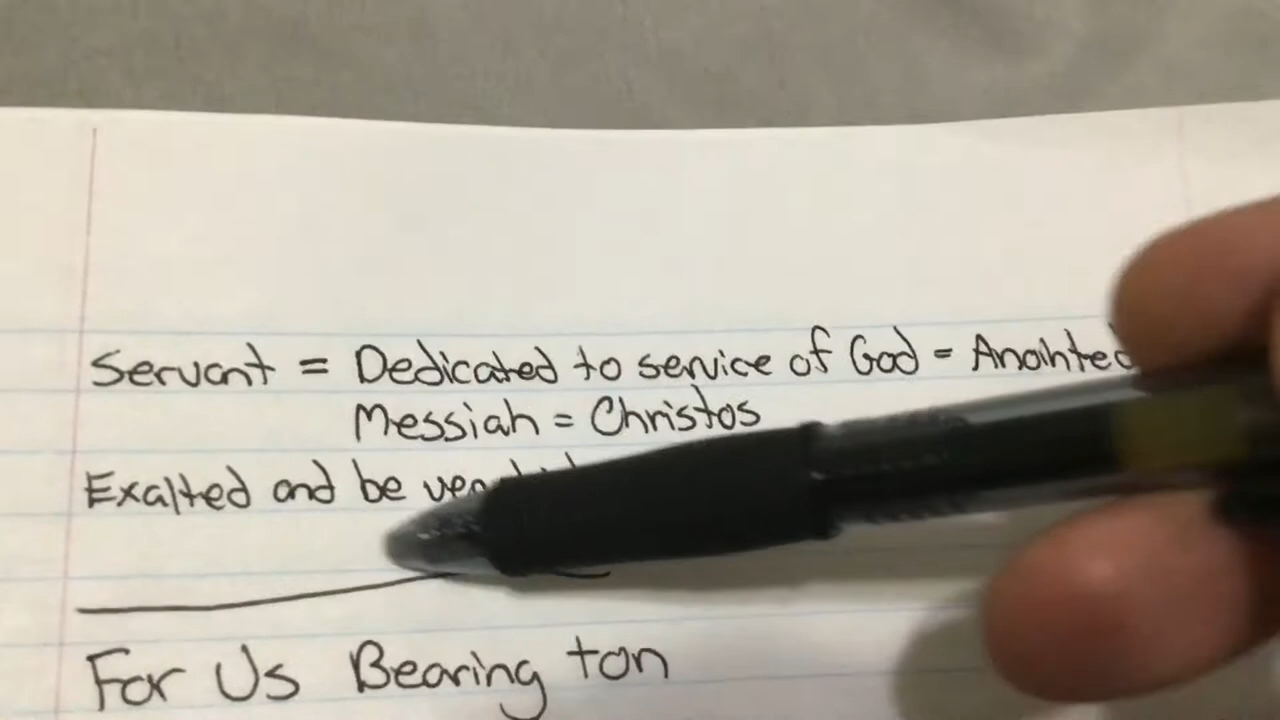 Servant = Dedicated to service of God = Anointed
Messiah = Christos
Exalted and be
For Us Bearing ton